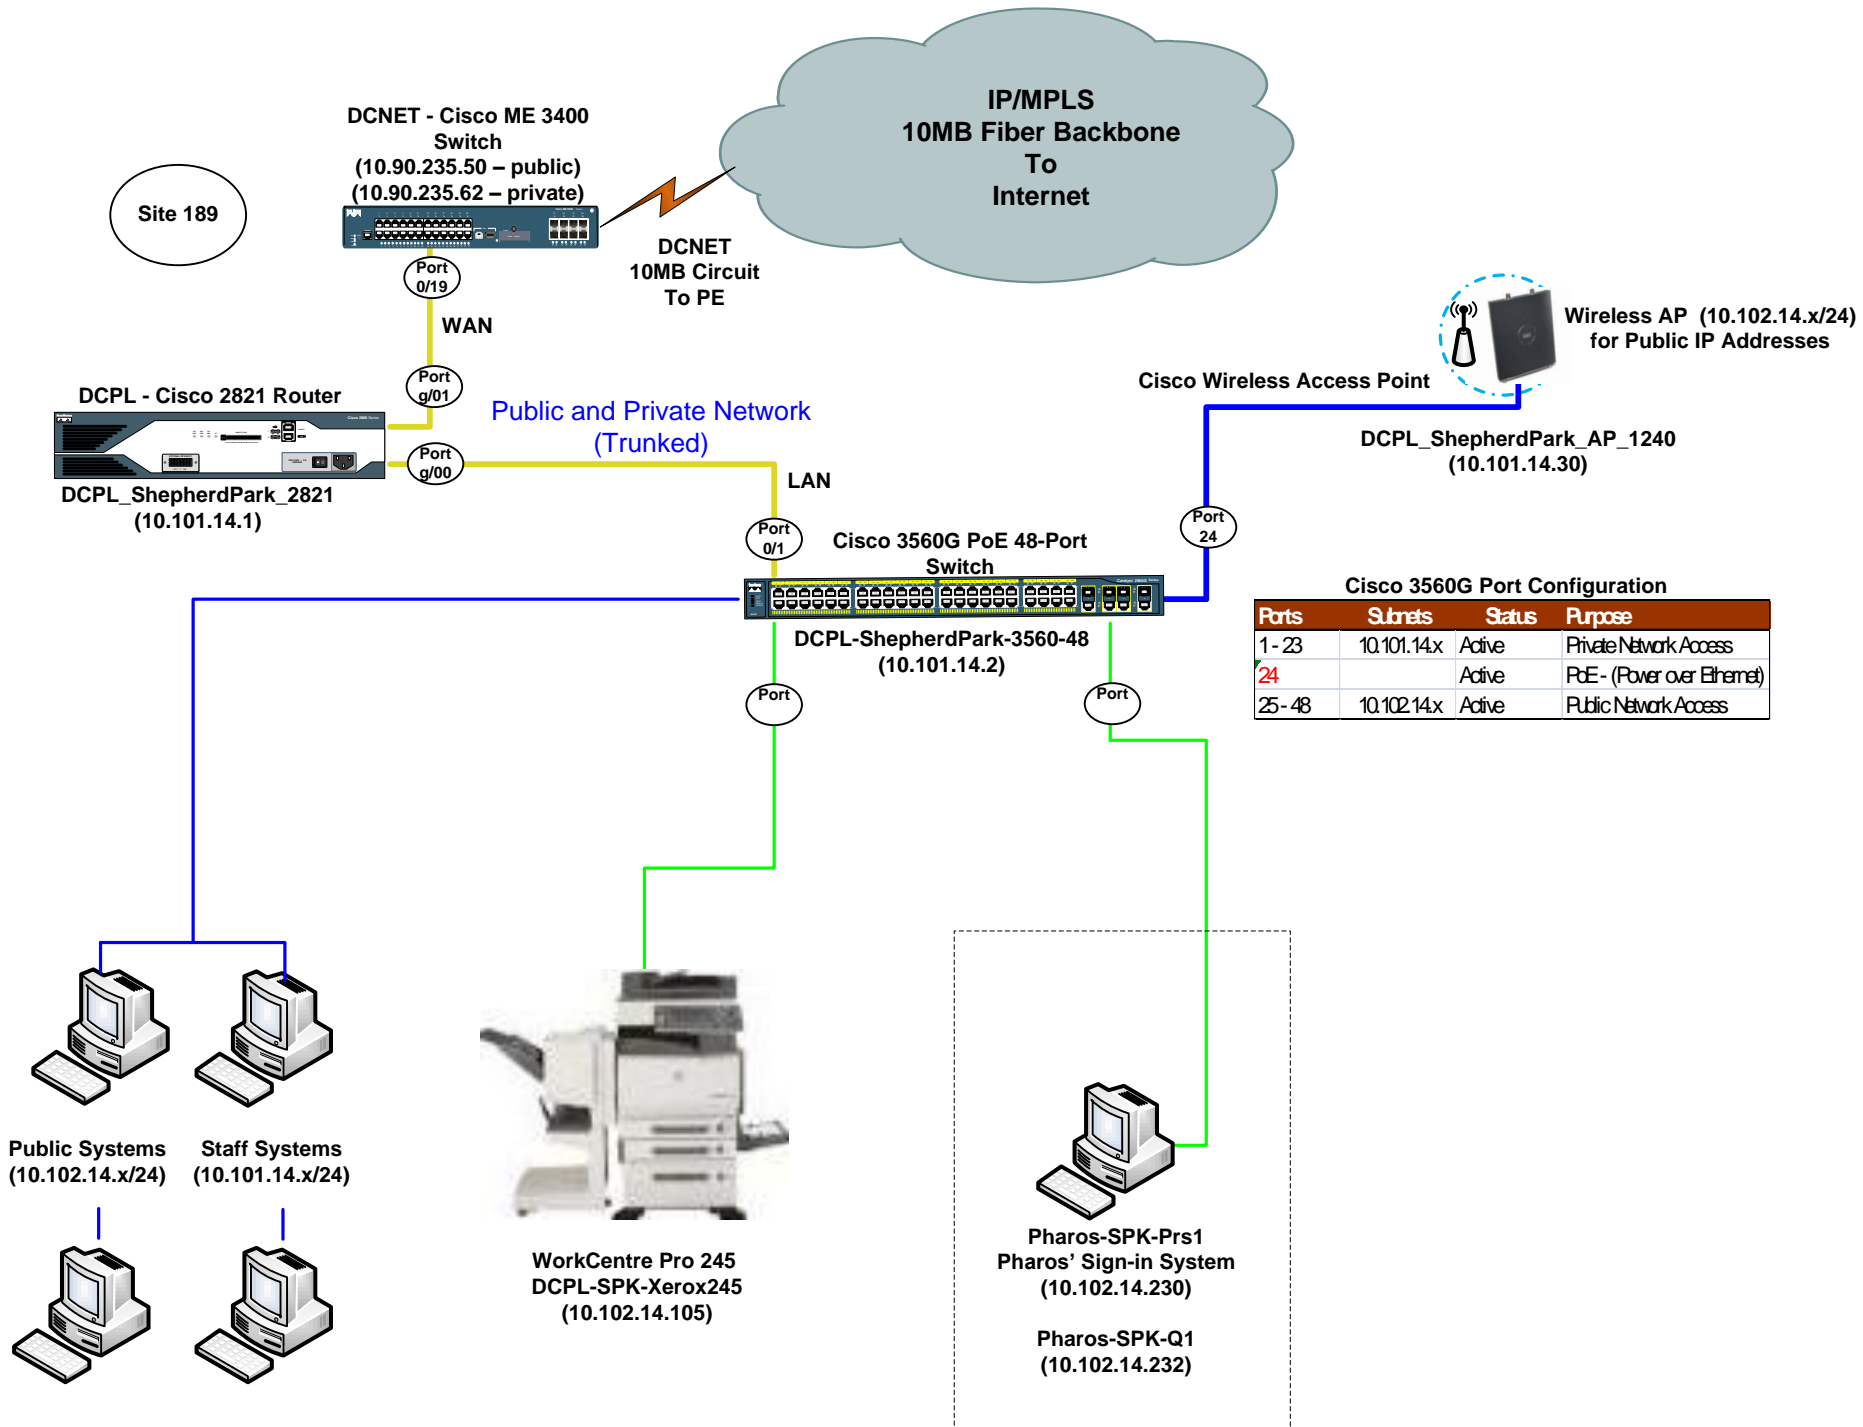 IP/MPLS
10MB Fiber Backbone
To
Internet
DCNET - Cisco ME 3400
Switch
(10.90.235.50 – public)
(10.90.235.62 – private)
Site 189
DCNET
10MB Circuit
To PE
Port
0/19
WAN
Port
g/01
DCPL - Cisco 2821 Router
Public and Private Network
(Trunked)
Port
g/00
LAN
DCPL_ShepherdPark_2821
(10.101.14.1)
Wireless AP (10.102.14.x/24)
for Public IP Addresses
Cisco Wireless Access Point
DCPL_ShepherdPark_AP_1240
(10.101.14.30)
Port
24
Port
0/1
Cisco 3560G PoE 48-Port
Switch
DCPL-ShepherdPark-3560-48
(10.101.14.2)
Port
Port
Cisco 3560G Port Configuration
Ports Subnets Status Purpose
1 - 23 10.101.14.x Active Private Network Access
24 Active PoE - (Power over Ethernet)
25 - 48 10.102.14.x Active Public Network Access
Public Systems
(10.102.14.x/24)
Staff Systems
(10.101.14.x/24)
WorkCentre Pro 245
DCPL-SPK-Xerox245
(10.102.14.105)
Pharos-SPK-Prs1
Pharos’ Sign-in System
(10.102.14.230)
Pharos-SPK-Q1
(10.102.14.232)